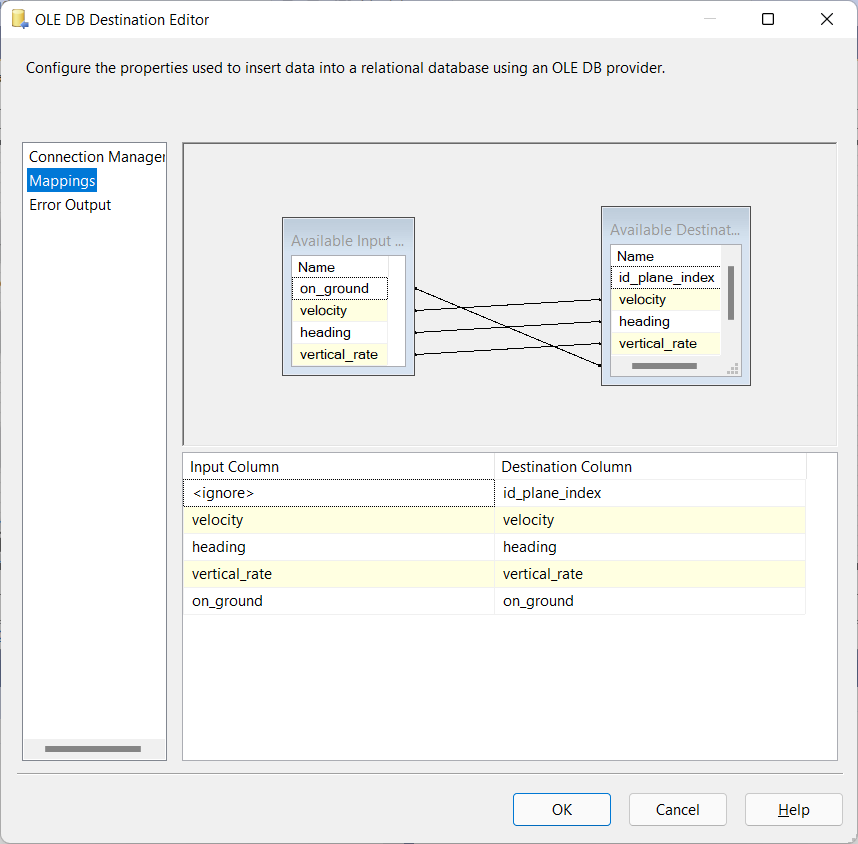 OLE DB Destination Editor
Configure the properties used to insert data into a relational database using an OLE DB provider.
Connection Manager
Mappings
Error Output
Available Input ...
Name
on_ground
velocity
heading
vertical_rate
Available Destinat...
Name
id_plane_index
velocity
heading
vertical_rate
Input Column Destination Column
<ignore> id_plane_index
velocity velocity
heading heading
vertical_rate vertical_rate
on_ground on_ground
OK Cancel Help